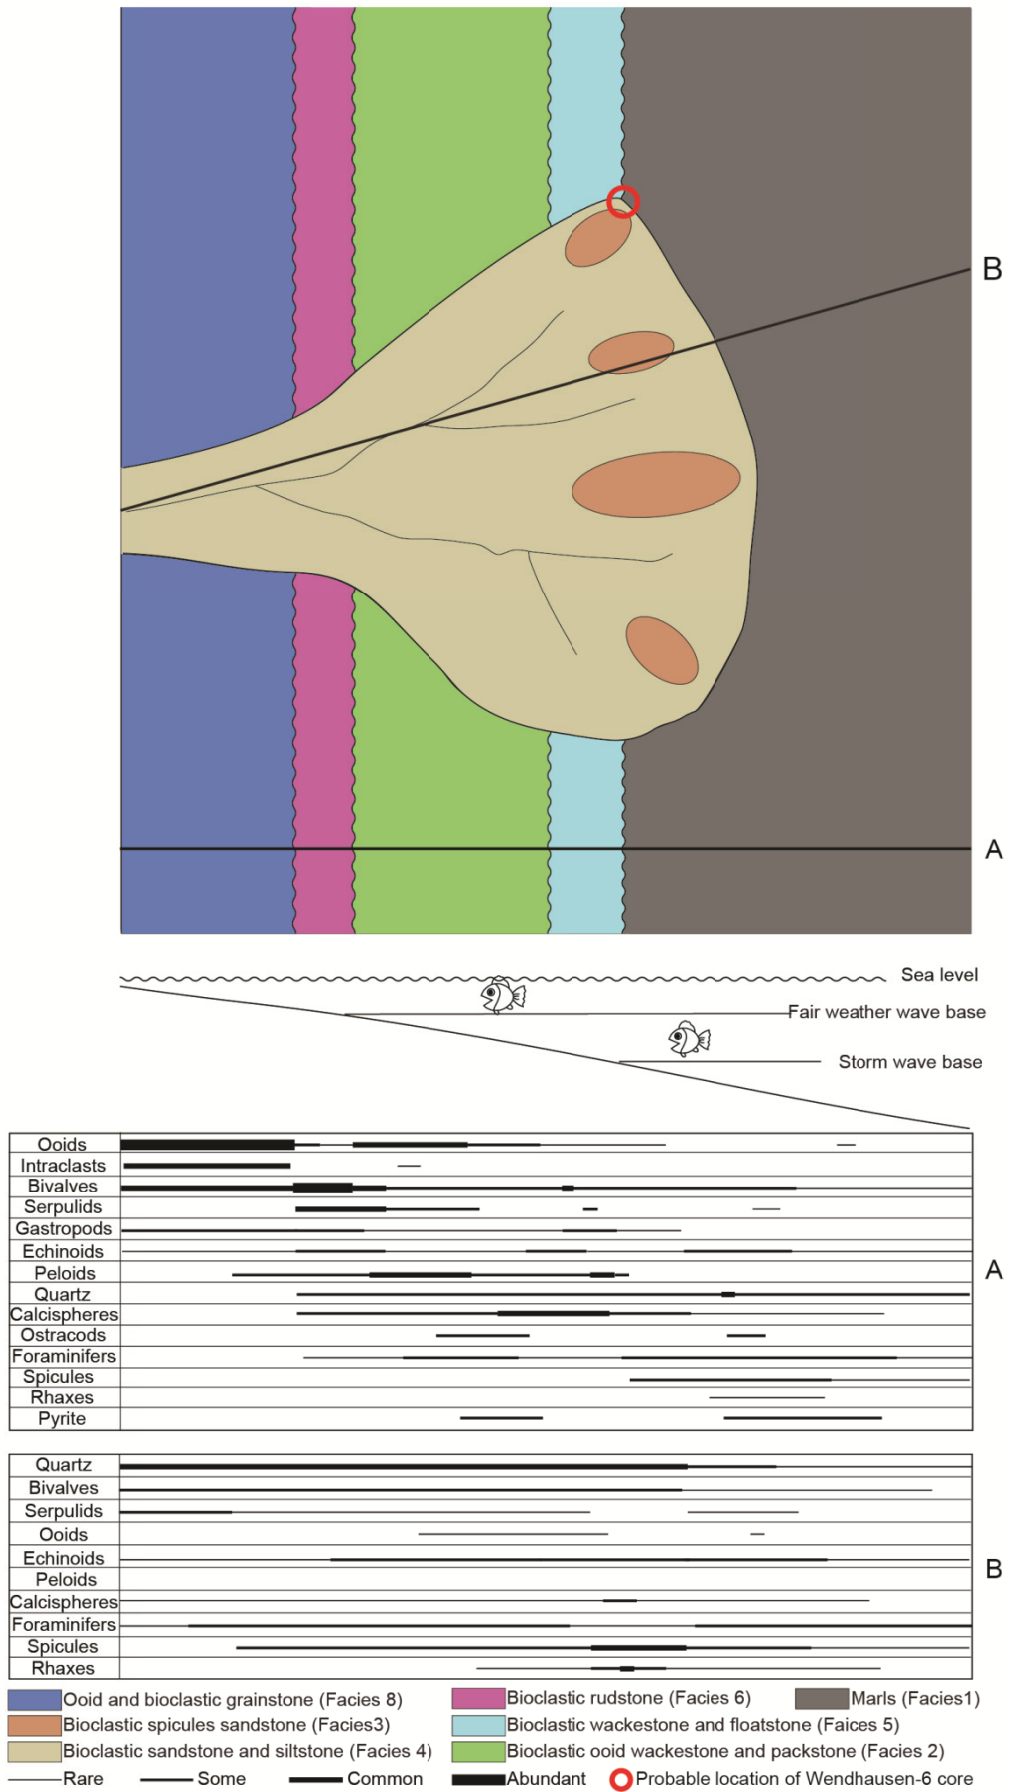 B
A
Sea level
Fair weather wave base
Storm wave base
Ooids
Intraclasts
Bivalves
Serpulids
Gastropods
Echinoids
Peloids
A
Quartz
Calcispheres
Ostracods
Foraminifers
Spicules
Rhaxes
Pyrite
Quartz
Bivalves
Serpulids
Ooids
Echinoids
Peloids
B
Calcispheres
Foraminifers
Spicules
Rhaxes
Ooid and bioclastic grainstone (Facies 8) Bioclastic rudstone (Facies 6) Marls (Facies1)
Bioclastic spicules sandstone (Facies3) Bioclastic wackestone and floatstone (Faices 5)
Bioclastic sandstone and siltstone (Facies 4) Bioclastic ooid wackestone and packstone (Facies 2)
Rare Some Common Abundant Probable location of Wendhausen-6 core